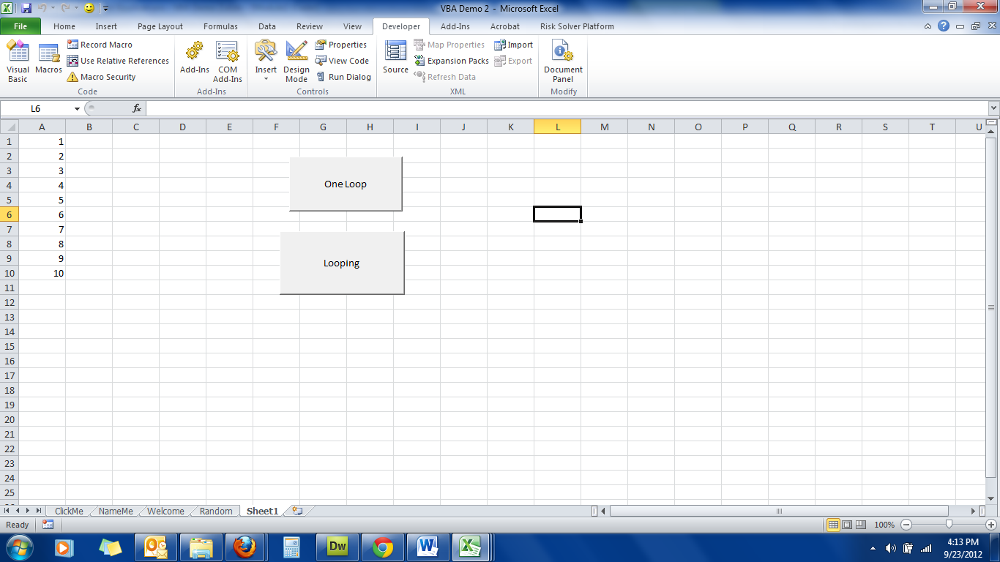 VBA Demo 2 - Microsoft Excel
File Home Insert Page Layout Formulas Data Review View Developer Add-Ins Acrobat Risk Solver Platform
Visual Basic
Macros
Record Macro
Use Relative References
Macro Security
Code
Add-Ins
COM Add-Ins
Add-Ins
Insert
Design Mode
Properties
View Code
Run Dialog
Controls
Source
Map Properties
Expansion Packs
Refresh Data
Import
Export
XML
Document Panel
Modify
L6 fx
A B C D E F G H I J K L M N O P Q R S T U
1 1
2 2
3 3
4 4
One Loop
5 5
6 6
7 7
8 8
9 9
Looping
10 10
11
12
13
14
15
16
17
18
19
20
21
22
23
24
25
ClickMe NameMe Welcome Random Sheet1
Ready 100%
Dw
4:13 PM
9/23/2012